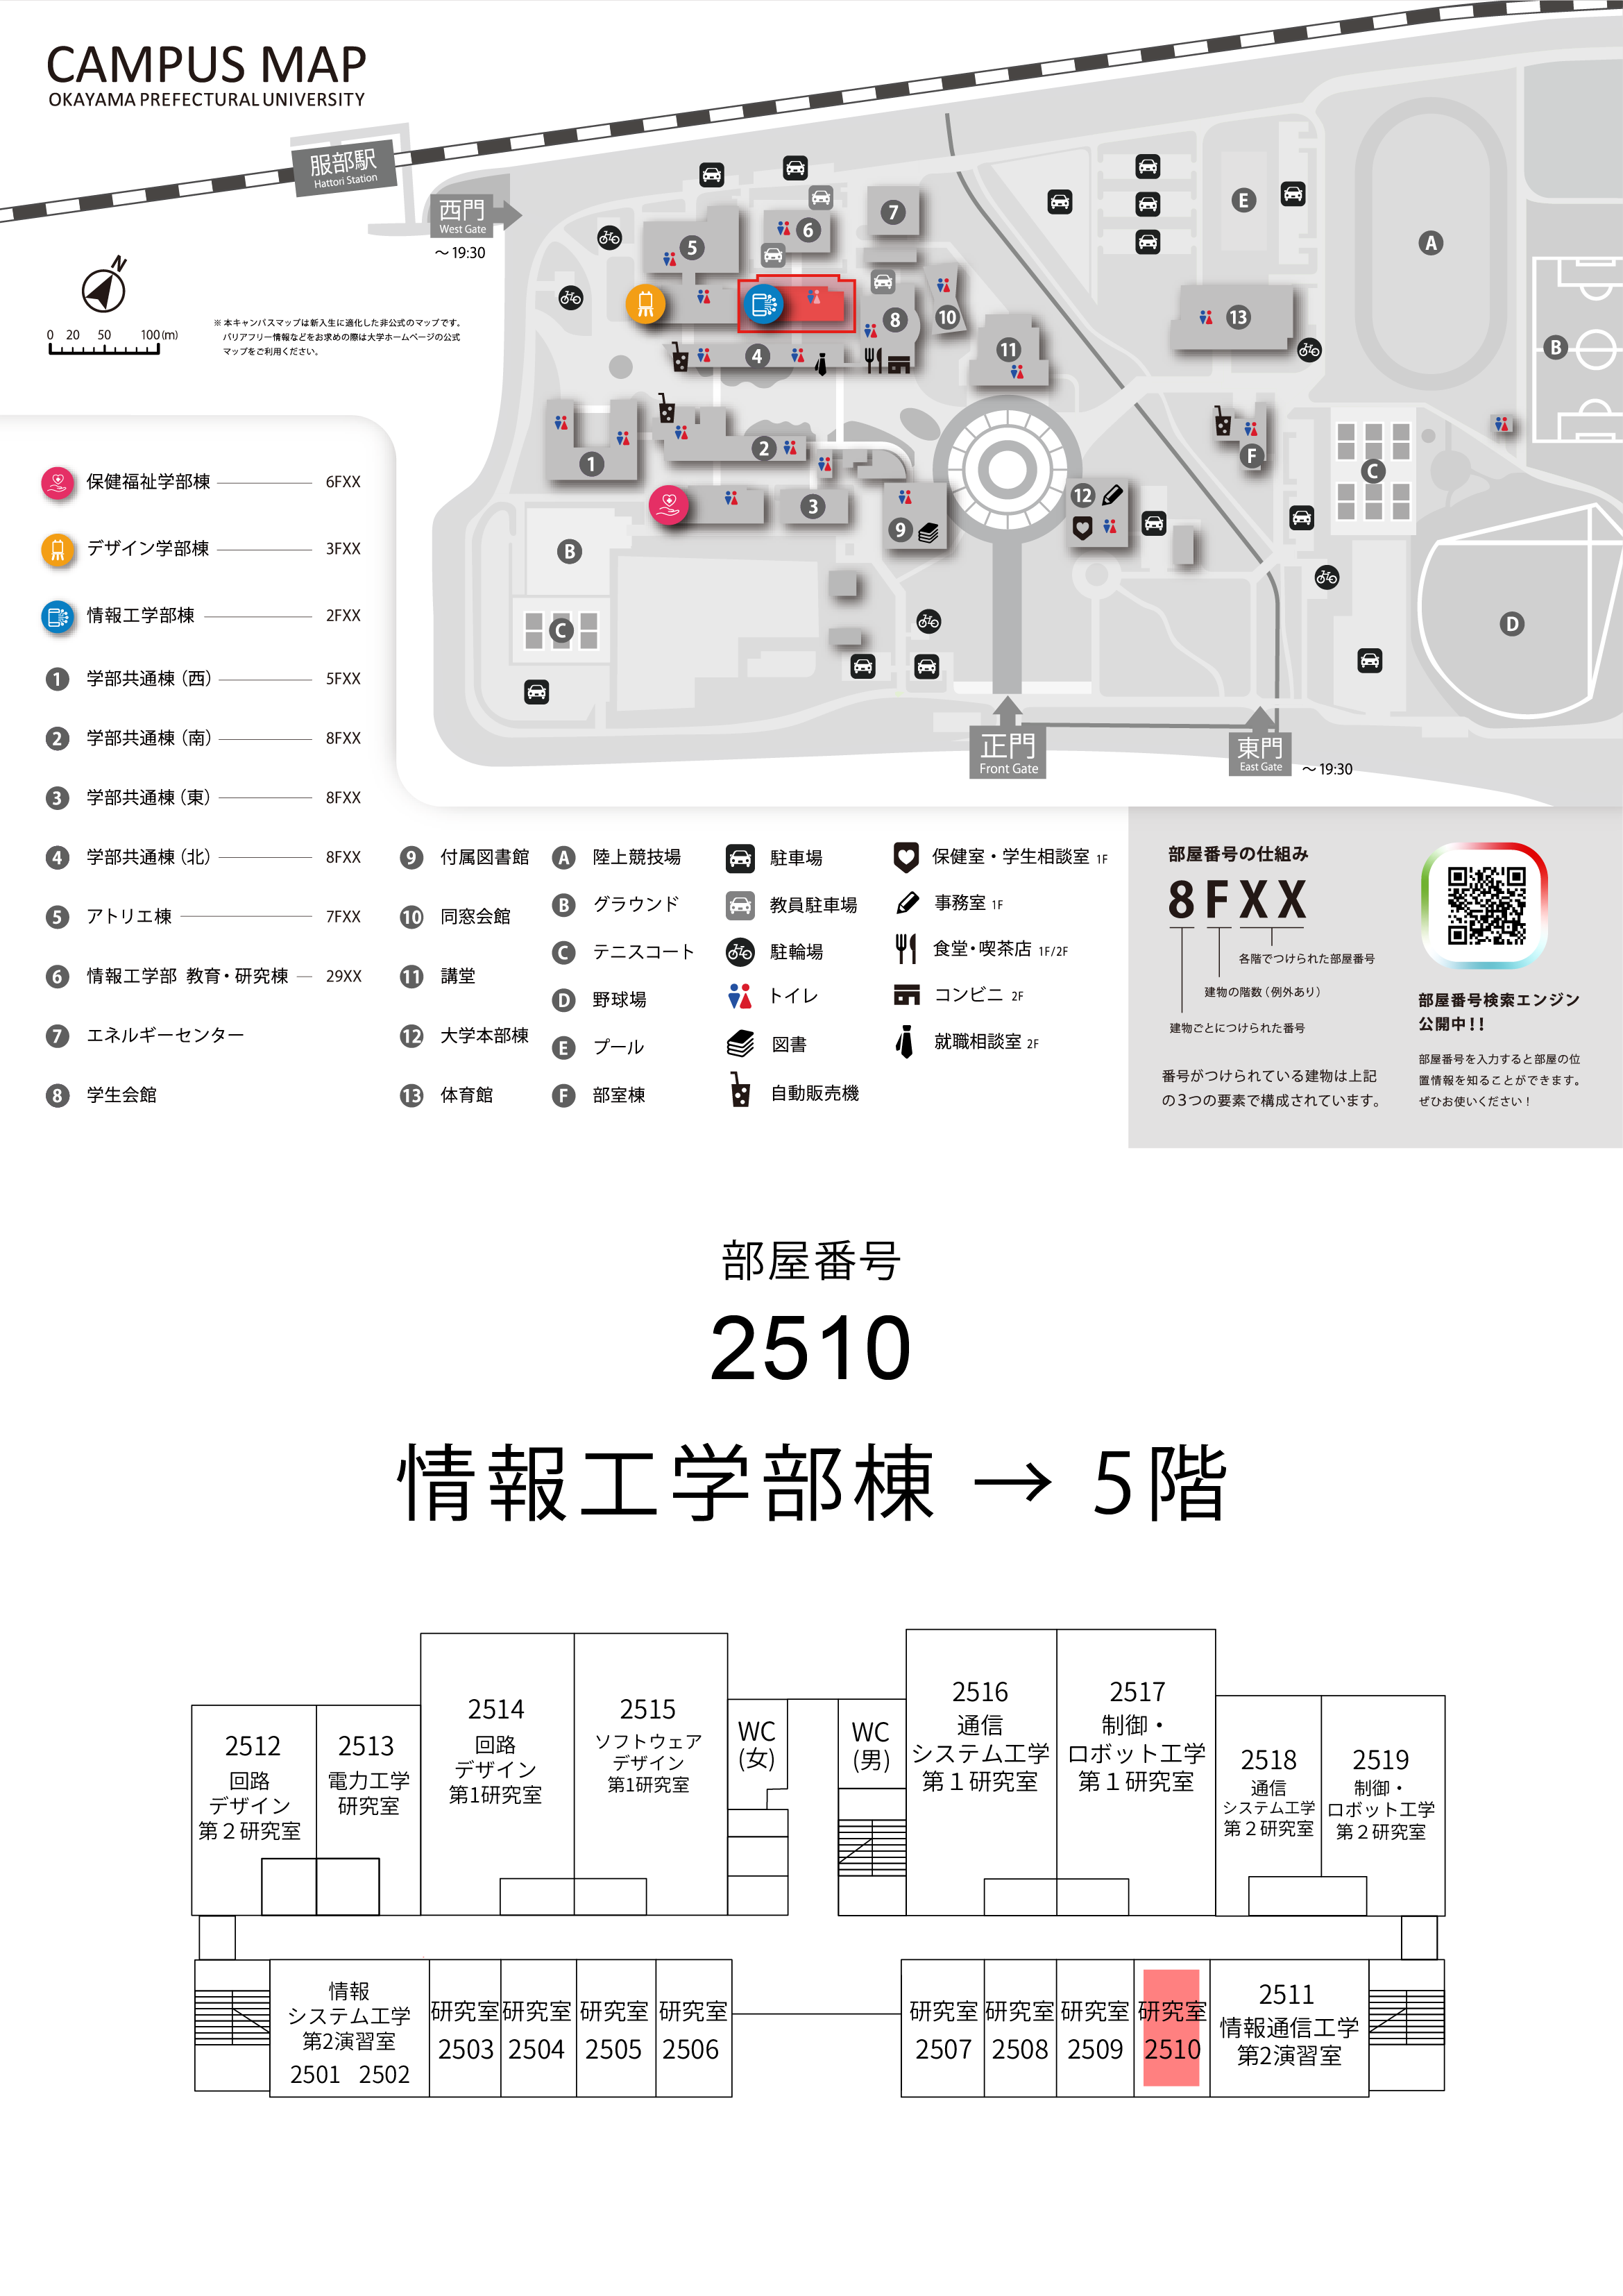 CAMPUS MAP
OKAYAMA PREFECTURAL UNIVERSITY
服部駅
Hattori Station
西門
West Gate
～19:30
N
0 20 50 100(m)
※本キャンパスマップは新入生に適化した非公式のマップです。
バリアフリー情報などをお求めの際は大学ホームページの公式
マップをご利用ください。
7
6
5
E
A
8
10
13
11
4
B
2
1
F
C
12
3
9
B
C
D
正門
Front Gate
東門
East Gate
～19:30
保健福祉学部棟 6FXX
デザイン学部棟 3FXX
情報工学部棟 2FXX
1 学部共通棟（西） 5FXX
2 学部共通棟（南） 8FXX
3 学部共通棟（東） 8FXX
4 学部共通棟（北） 8FXX
5 アトリエ棟 7FXX
6 情報工学部 教育・研究棟 29XX
7 エネルギーセンター
8 学生会館
9 付属図書館
10 同窓会館
11 講堂
12 大学本部棟
13 体育館
A 陸上競技場
B グラウンド
C テニスコート
D 野球場
E プール
F 部室棟
駐車場
教員駐車場
駐輪場
トイレ
図書
自動販売機
保健室・学生相談室 1F
事務室 1F
食堂・喫茶店 1F/2F
コンビニ 2F
就職相談室 2F
部屋番号の仕組み
8FXX
各階でつけられた部屋番号
建物の階数（例外あり）
建物ごとにつけられた番号
番号がつけられている建物は上記
の3つの要素で構成されています。
部屋番号検索エンジン
公開中!!
部屋番号を入力すると部屋の位
置情報を知ることができます。
ぜひお使いください！
部屋番号
2510
情報工学部棟 → 5階
2512
回路
デザイン
第２研究室
2513
電力工学
研究室
2514
回路
デザイン
第1研究室
2515
ソフトウェア
デザイン
第1研究室
WC
(女)
WC
(男)
2516
通信
システム工学
第１研究室
2517
制御・
ロボット工学
第１研究室
2518
通信
システム工学
第２研究室
2519
制御・
ロボット工学
第２研究室
情報
システム工学
第2演習室
2501 2502
研究室
2503
研究室
2504
研究室
2505
研究室
2506
研究室
2507
研究室
2508
研究室
2509
研究室
2510
2511
情報通信工学
第2演習室